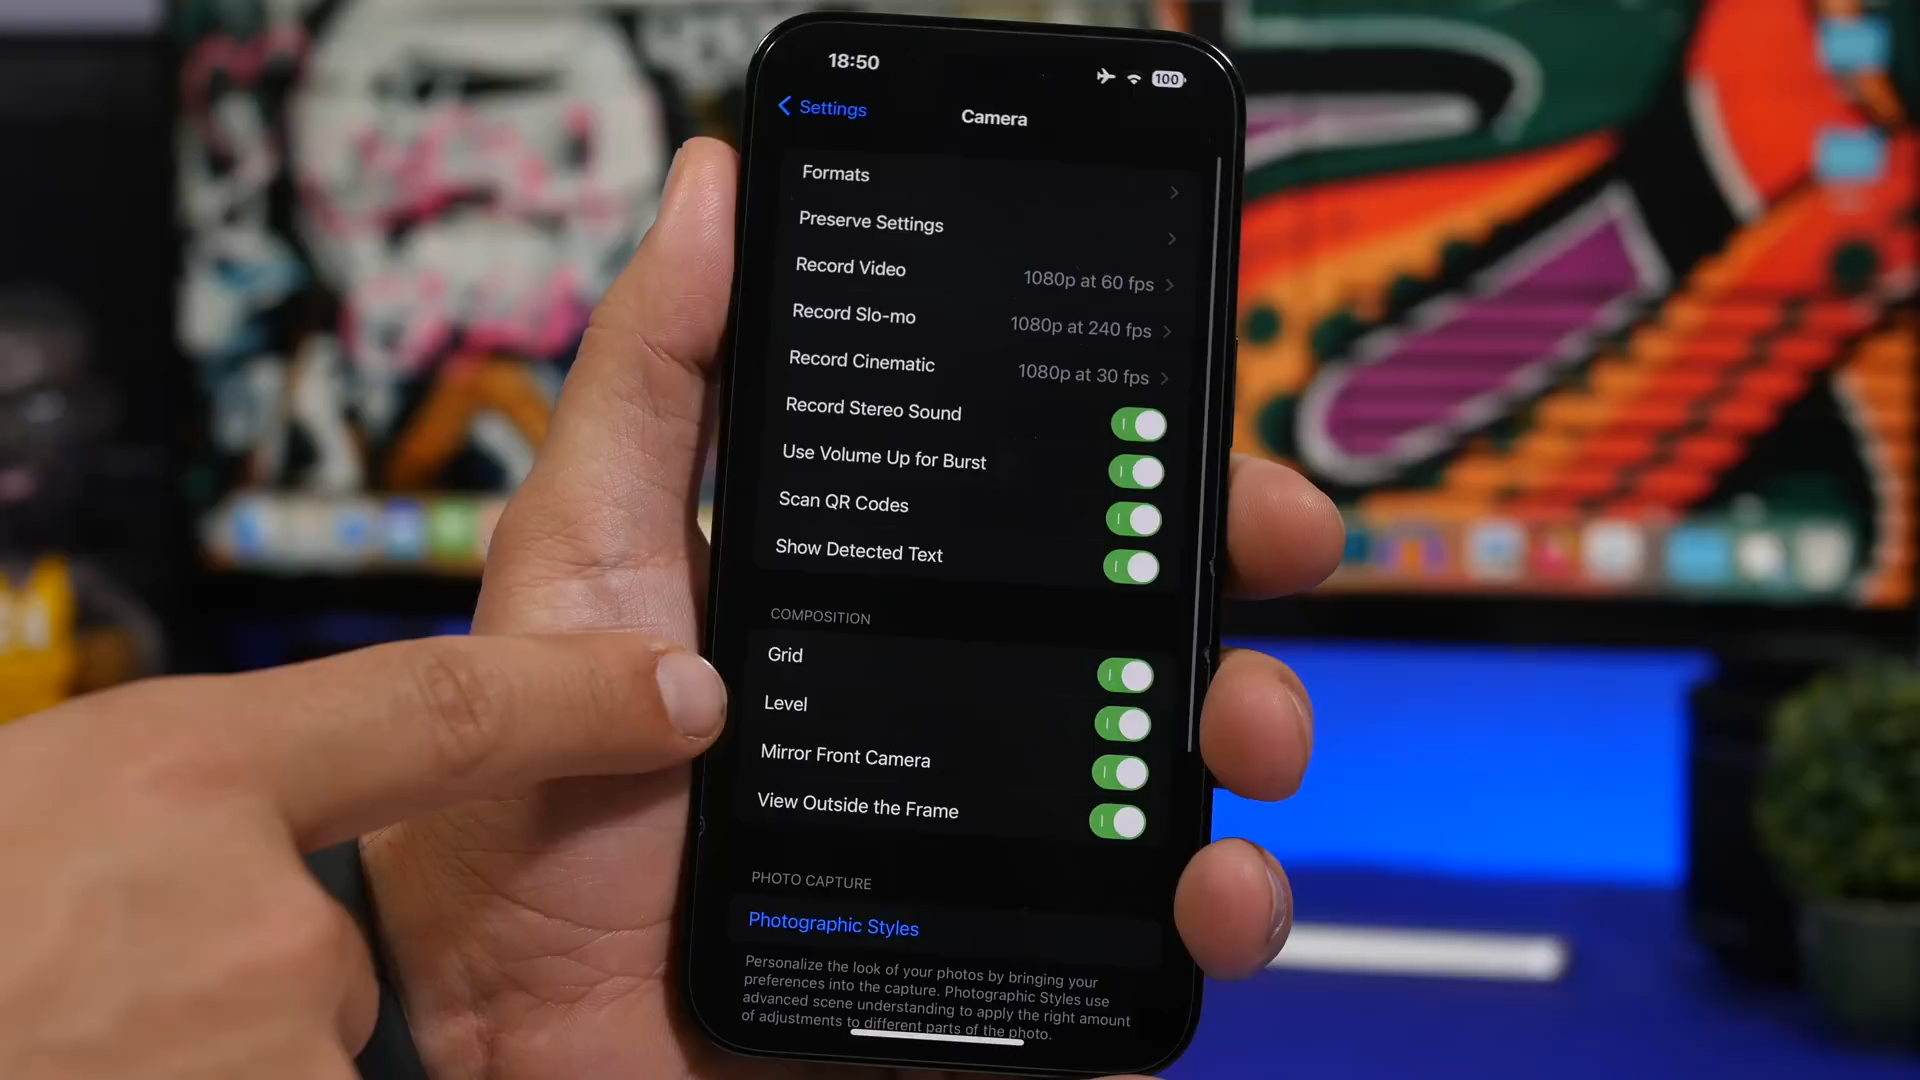 18:50
100
Settings
Camera
Formats
Preserve Settings
Record Video 1080p at 60 fps
Record Slo-mo 1080p at 240 fps
Record Cinematic 1080p at 30 fps
Record Stereo Sound
Use Volume Up for Burst
Scan QR Codes
Show Detected Text
COMPOSITION
Grid
Level
Mirror Front Camera
View Outside the Frame
PHOTO CAPTURE
Photographic Styles
Personalize the look of your photos by bringing your
preferences into the capture. Photographic Styles use
advanced scene understanding to apply the right amount
of adjustments to different parts of the photo.